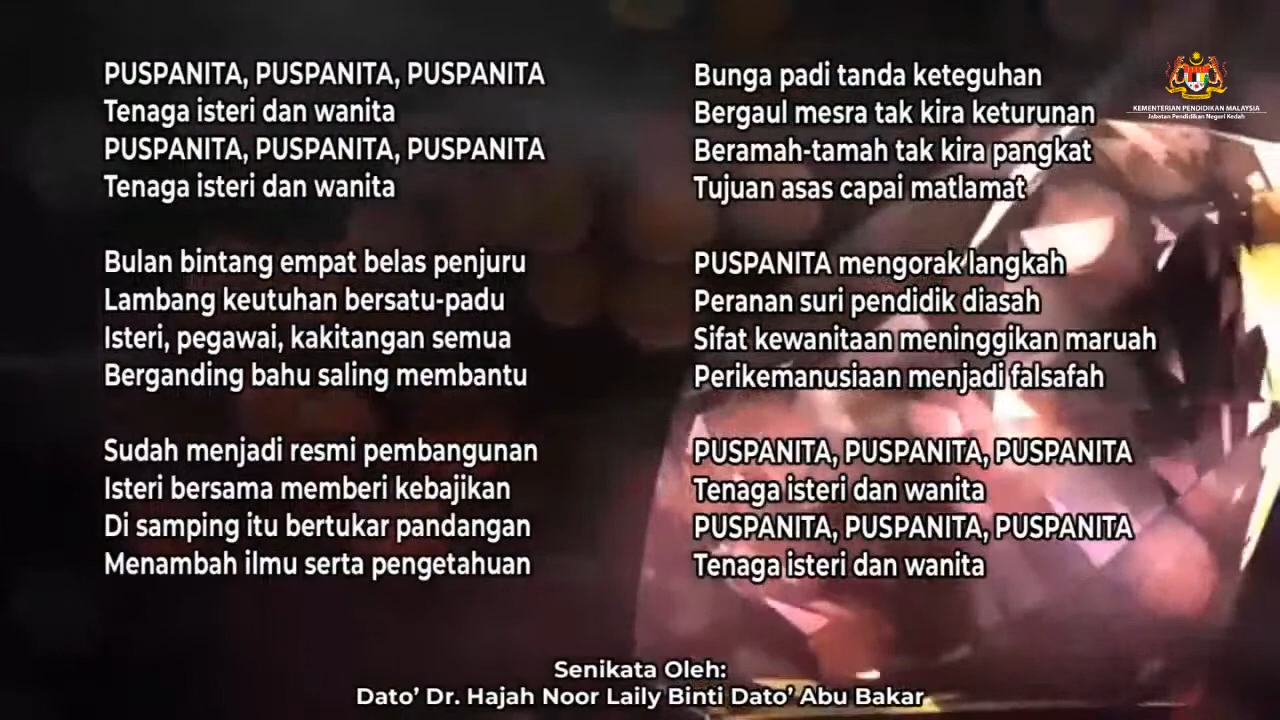 PUSPANITA, PUSPANITA, PUSPANITA
Tenaga isteri dan wanita
PUSPANITA, PUSPANITA, PUSPANITA
Tenaga isteri dan wanita
Bulan bintang empat belas penjuru
Lambang keutuhan bersatu-padu
Isteri, pegawai, kakitangan semua
Berganding bahu saling membantu
Sudah menjadi resmi pembangunan
Isteri bersama memberi kebajikan
Di samping itu bertukar pandangan
Menambah ilmu serta pengetahuan
Bunga padi tanda keteguhan
Bergaul mesra tak kira keturunan
Beramah-tamah tak kira pangkat
Tujuan asas capai matlamat
PUSPANITA mengorak langkah
Peranan suri pendidik diasah
Sifat kewanitaan meninggikan maruah
Perikemanusiaan menjadi falsafah
PUSPANITA, PUSPANITA, PUSPANITA
Tenaga isteri dan wanita
PUSPANITA, PUSPANITA, PUSPANITA
Tenaga isteri dan wanita
KEMENTERIAN PENDIDIKAN MALAYSIA
Jabatan Pendidikan Negeri Kedah
Senikata Oleh:
Dato’ Dr. Hajah Noor Laily Binti Dato’ Abu Bakar